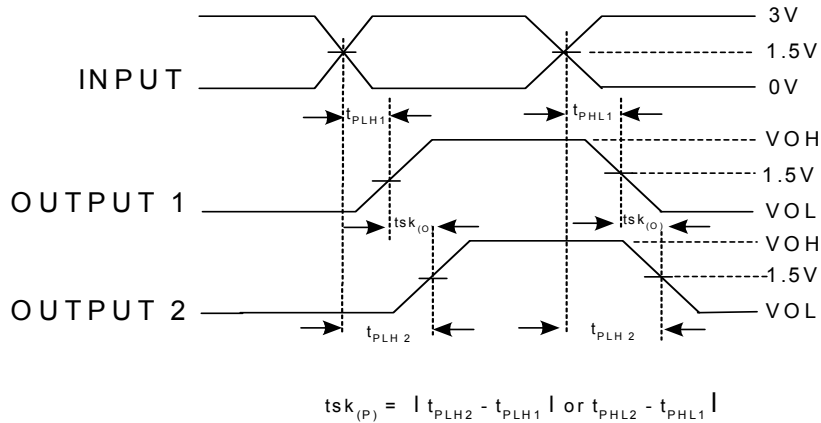 3V
1.5V
INPUT
0V
tPLH1 tPHL1
VOH
1.5V
OUTPUT 1
VOL
tsk(O) tsk(O)
VOH
1.5V
OUTPUT 2
VOL
tPLH 2 tPLH 2
tsk(P) = | tPLH2 - tPLH1 | or tPHL2 - tPHL1 |